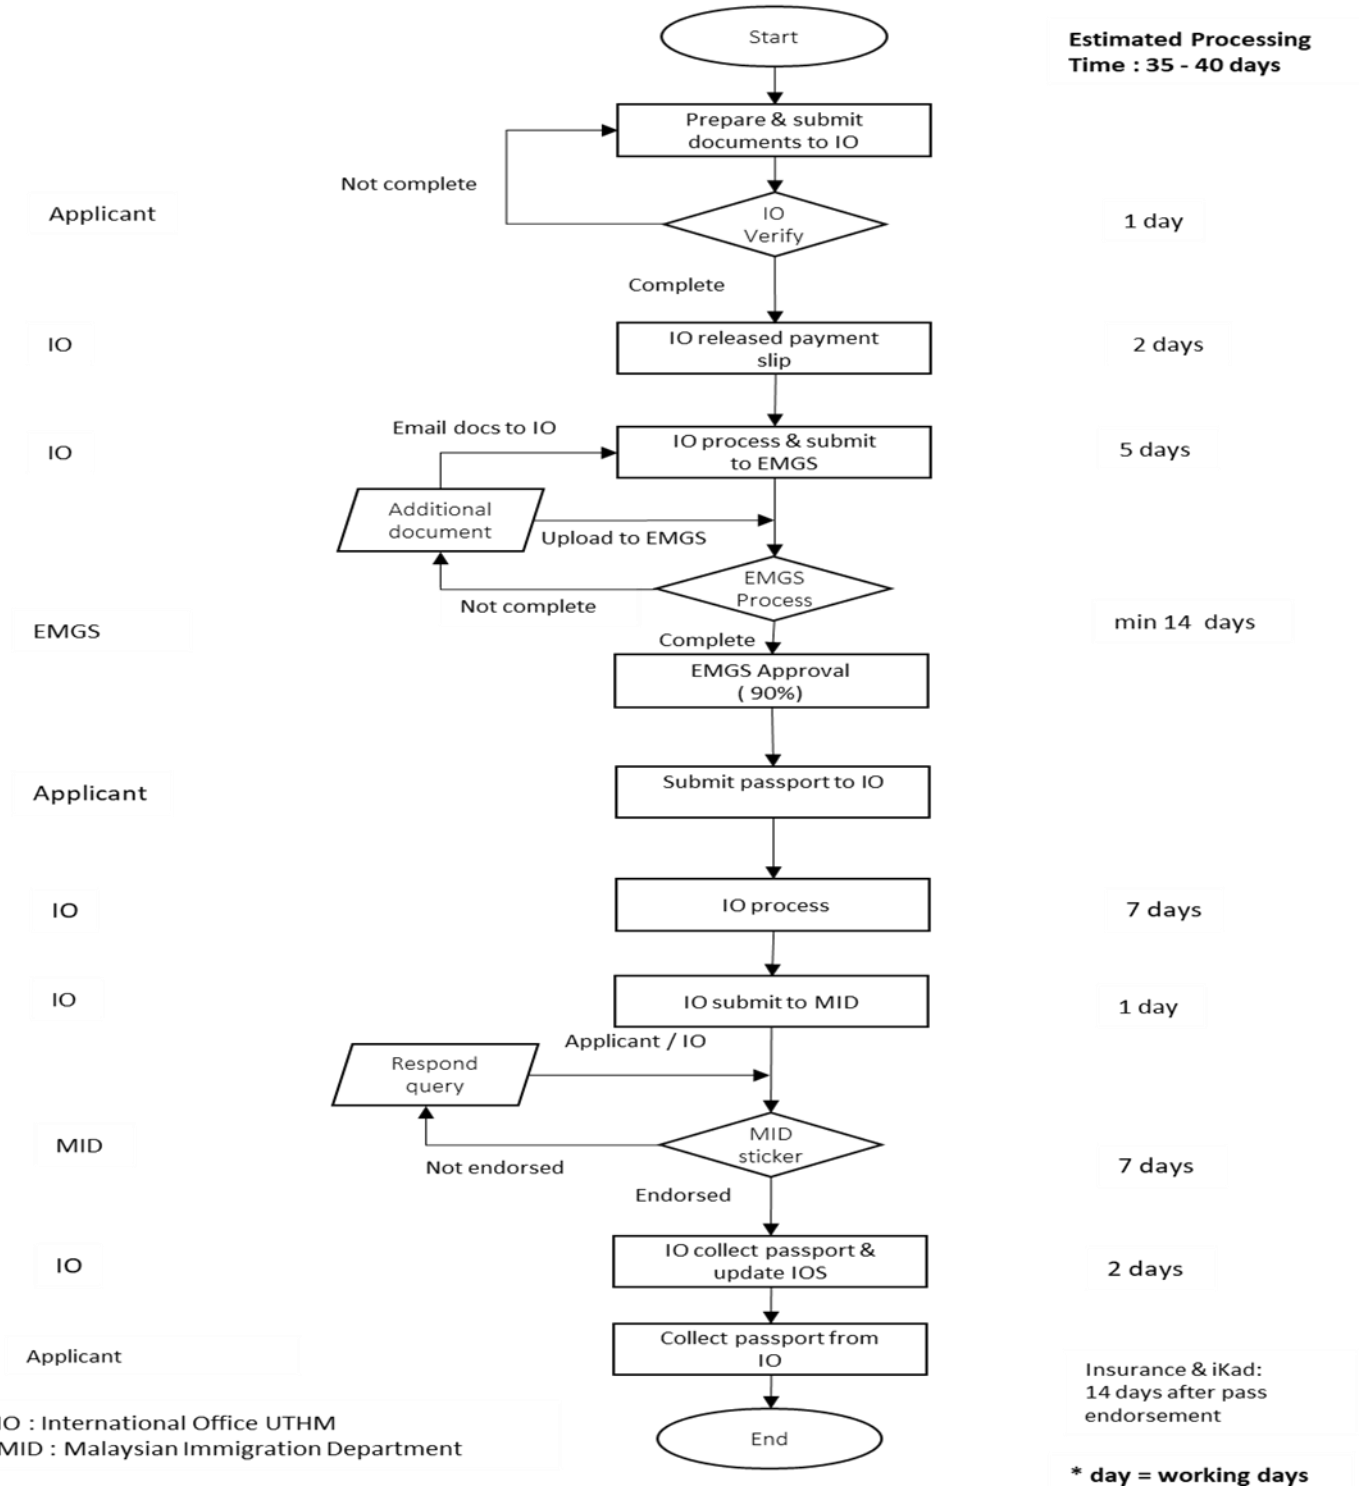 Start
Estimated Processing
Time : 35 - 40 days
Prepare & submit
documents to IO
Not complete
Applicant
IO
Verify
1 day
Complete
IO
IO released payment
slip
2 days
Email docs to IO
IO
IO process & submit
to EMGS
5 days
Additional
document
Upload to EMGS
EMGS
Process
Not complete
EMGS
min 14 days
Complete
EMGS Approval
( 90%)
Applicant
Submit passport to IO
IO
IO process
7 days
IO
IO submit to MID
1 day
Applicant / IO
Respond
query
MID
MID
sticker
Not endorsed
7 days
Endorsed
IO
IO collect passport &
update IOS
2 days
Applicant
Collect passport from
IO
Insurance & iKad:
14 days after pass
endorsement
IO : International Office UTHM
MID : Malaysian Immigration Department
End
* day = working days